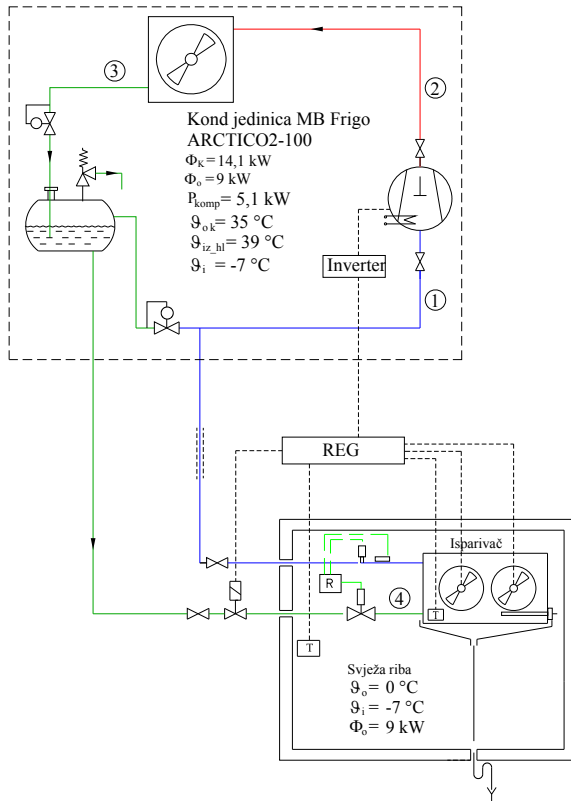 ③
②
Kond jedinica MB Frigo
ARCTICO2-100
ΦK = 14,1 kW
Φo = 9 kW
Pkomp = 5,1 kW
ϑok = 35 °C
ϑiz_hl = 39 °C
ϑi = -7 °C
Inverter
①
REG
Isparivač
R
④
T
T
Svježa riba
ϑo = 0 °C
ϑi = -7 °C
Φo = 9 kW